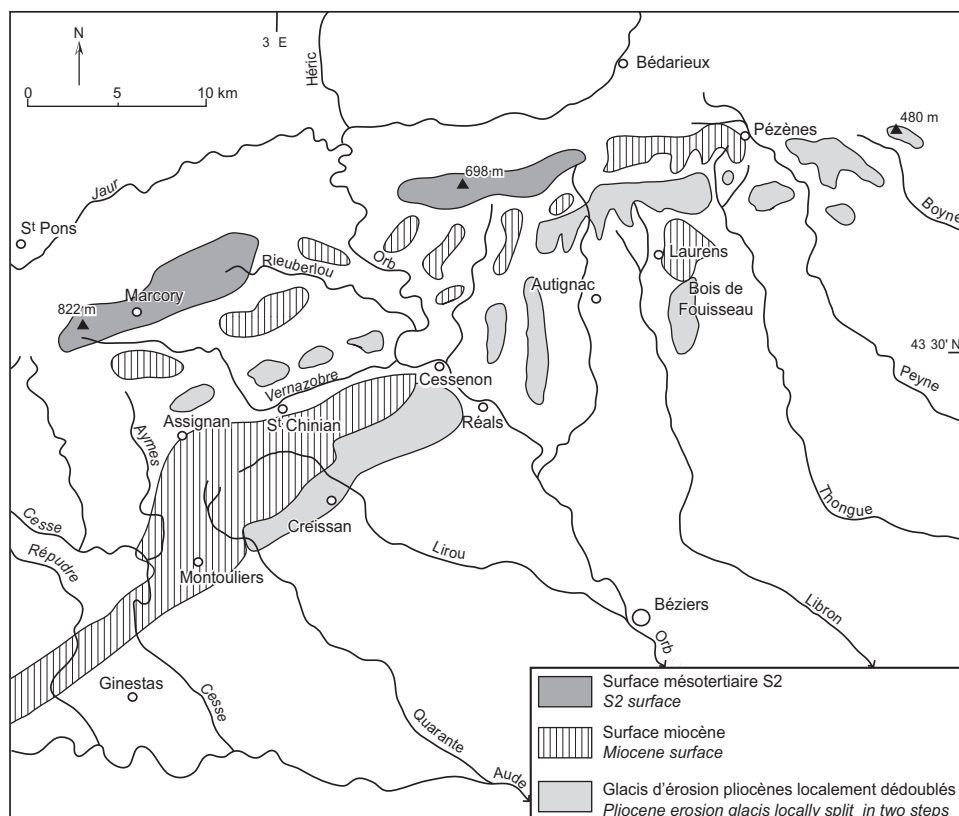 3 E
N
Héric
Bédarieux
0 5 10 km
480 m
Pézènes
Jaur
698 m
Boyne
St Pons
Orb
Rieuberlou
Laurens
Autignac
Bois de
Fouisseau
Marcory
822 m
43 30' N
Peyne
Cessenon
Vernazobre
Réals
St Chinian
Assignan
Aymes
Creissan
Thongue
Cesse
Répudre
Lirou
Montouliers
Béziers
Libron
Orb
Ginestas
Cesse
Quarante
Aude
Surface mésotertiaire S2
S2 surface
Surface miocène
Miocene surface
Glacis d'érosion pliocènes localement dédoublés
Pliocene erosion glacis locally split in two steps